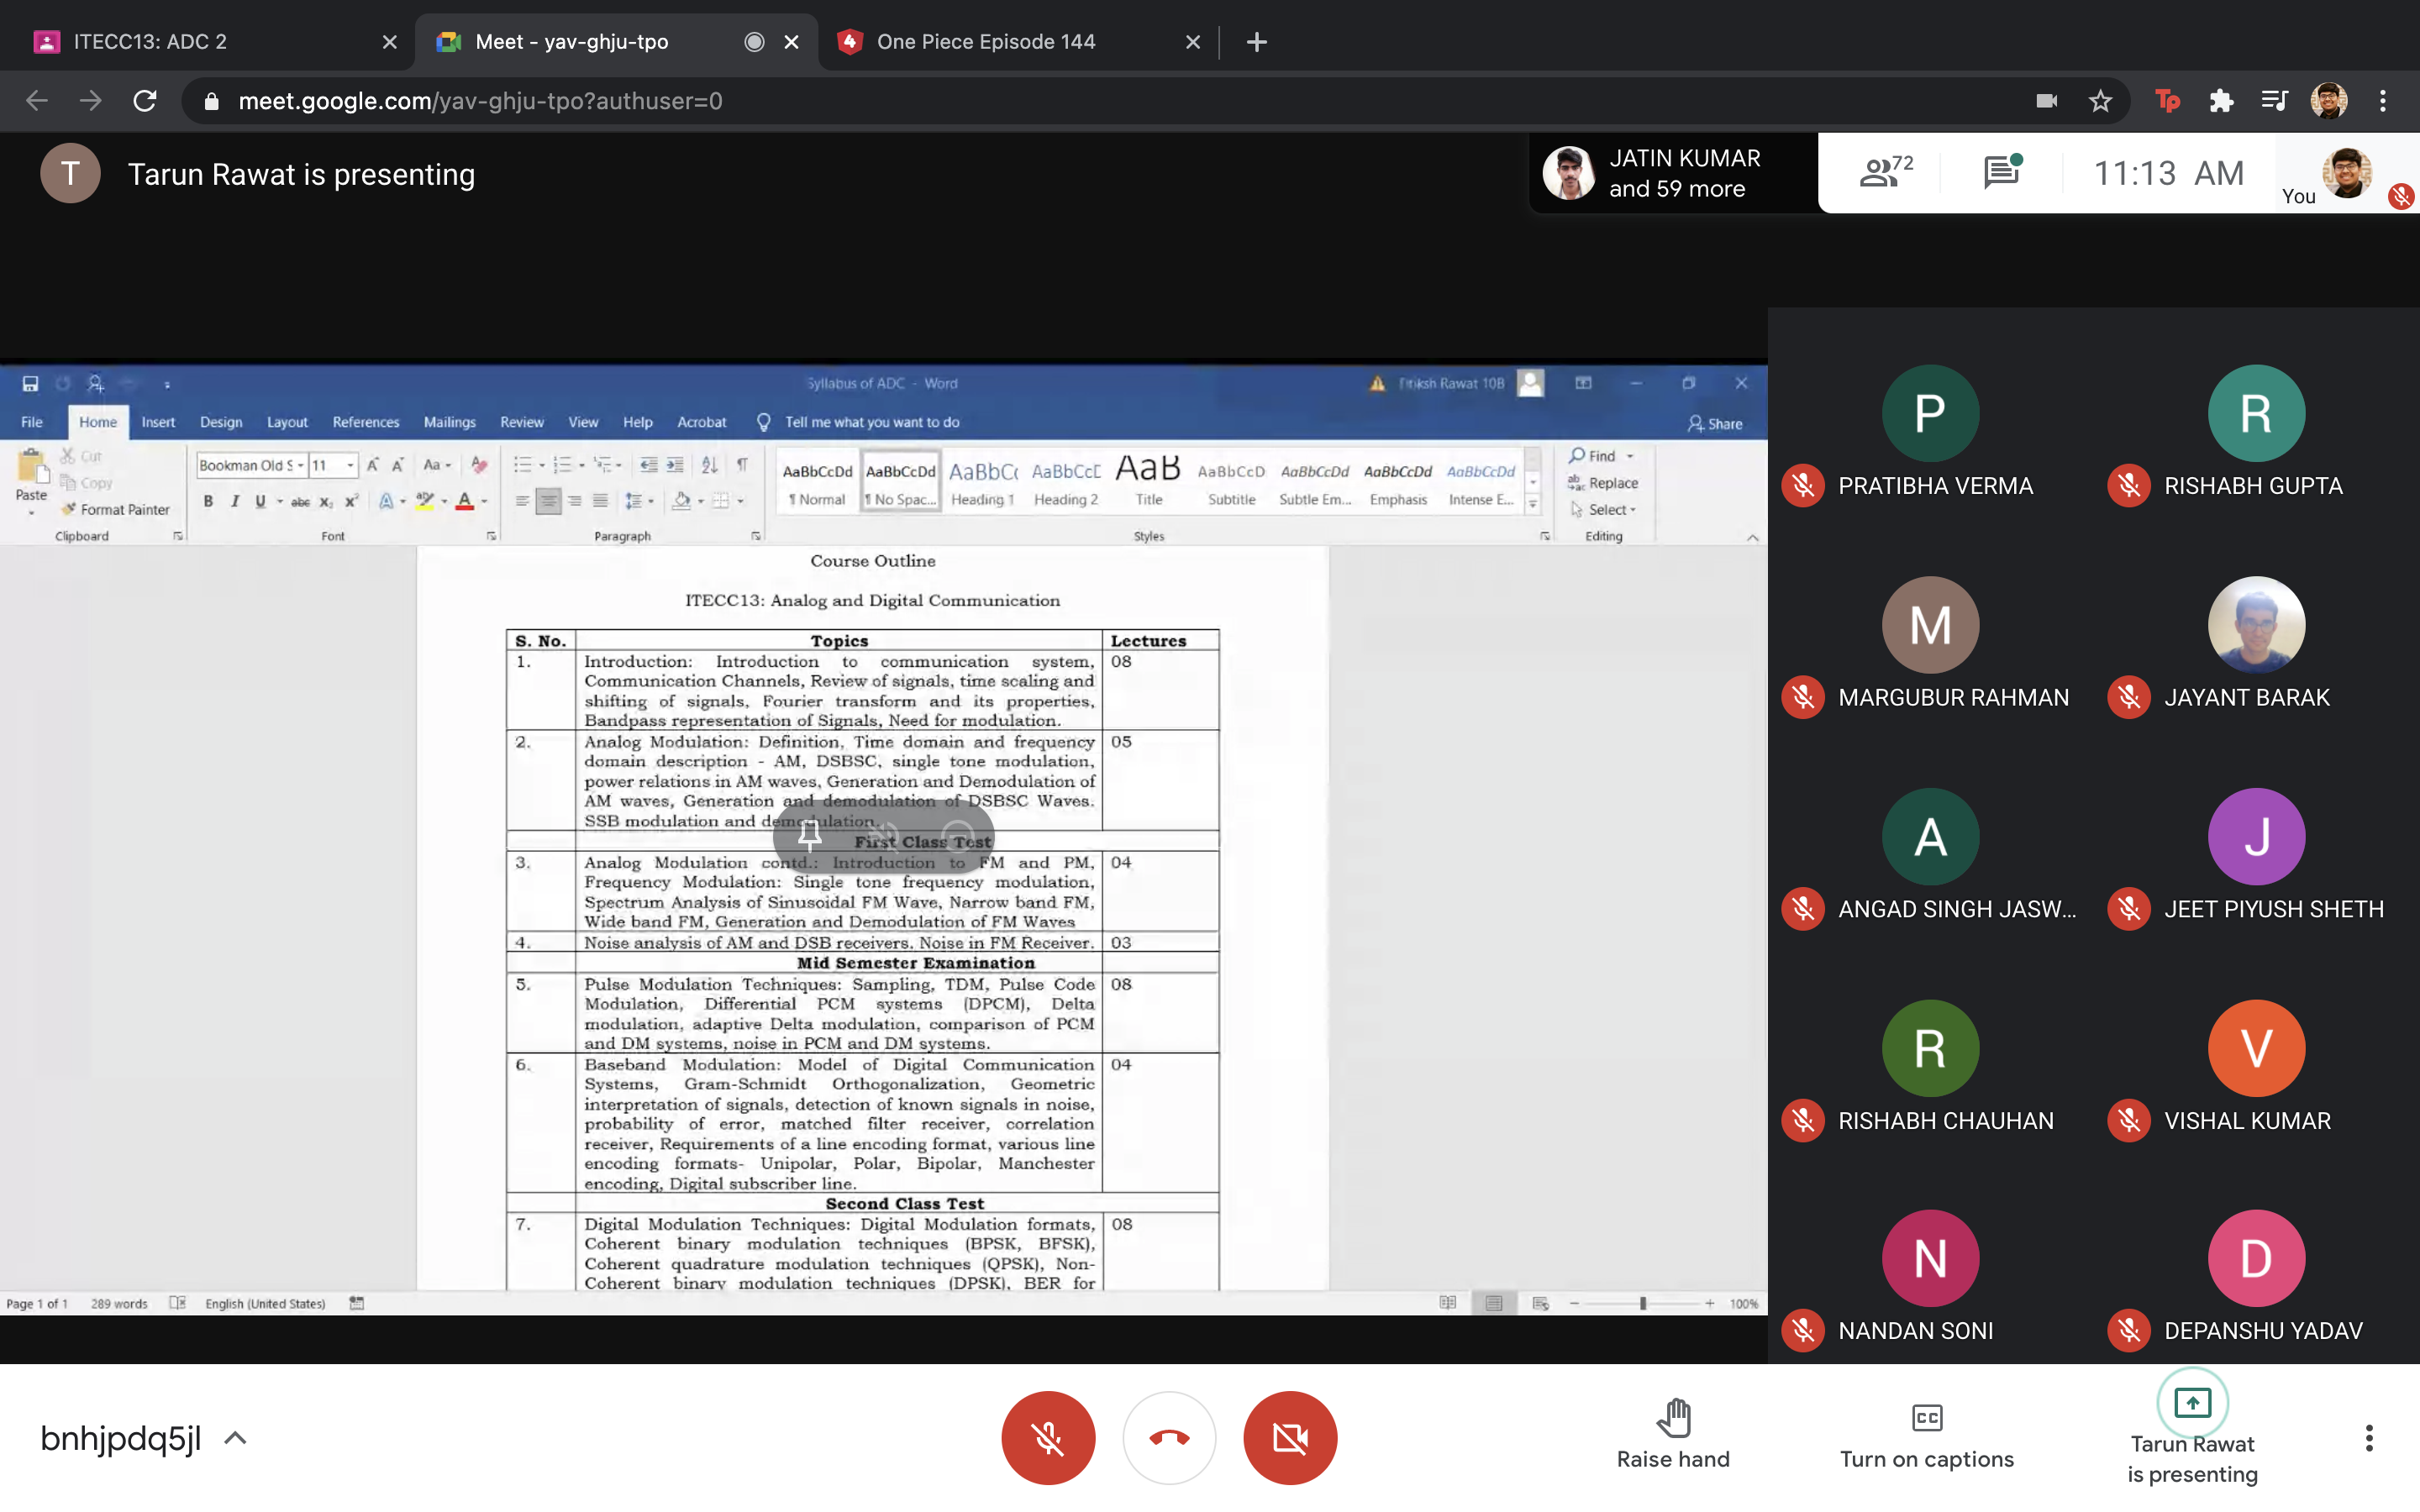 ITECC13: ADC 2
Meet - yav-ghju-tpo
One Piece Episode 144
meet.google.com/yav-ghju-tpo?authuser=0
Tp
T
Tarun Rawat is presenting
JATIN KUMAR
and 59 more
72
11:13 AM
You
Syllabus of ADC - Word
Rawat 10B
File Home Insert Design Layout References Mailings Review View Help Acrobat Tell me what you want to do
Share
Paste
Cut
Copy
Format Painter
Clipboard
Bookman Old S 11
Font
Paragraph
AaBbCcDd AaBbCcDd AaBbC( AaBbCcC AaB AaBbCcD AaBbCcDd AaBbCcDd AaBbCcDd
¶ Normal ¶ No Spac... Heading 1 Heading 2 Title Subtitle Subtle Em... Emphasis Intense E...
Styles
Find
Replace
Select
Editing
Course Outline
ITECC13: Analog and Digital Communication
S. No. Topics Lectures
1. Introduction: Introduction to communication system, 08
Communication Channels, Review of signals, time scaling and
shifting of signals, Fourier transform and its properties,
Bandpass representation of Signals, Need for modulation.
2. Analog Modulation: Definition, Time domain and frequency 05
domain description - AM, DSBSC, single tone modulation,
power relations in AM waves, Generation and Demodulation of
AM waves, Generation and demodulation of DSBSC Waves.
SSB modulation and demodulation.
First Class Test
3. Analog Modulation contd.: Introduction to FM and PM, 04
Frequency Modulation: Single tone frequency modulation,
Spectrum Analysis of Sinusoidal FM Wave, Narrow band FM,
Wide band FM, Generation and Demodulation of FM Waves
4. Noise analysis of AM and DSB receivers. Noise in FM Receiver. 03
Mid Semester Examination
5. Pulse Modulation Techniques: Sampling, TDM, Pulse Code 08
Modulation, Differential PCM systems (DPCM), Delta
modulation, adaptive Delta modulation, comparison of PCM
and DM systems, noise in PCM and DM systems.
6. Baseband Modulation: Model of Digital Communication 04
Systems, Gram-Schmidt Orthogonalization, Geometric
interpretation of signals, detection of known signals in noise,
probability of error, matched filter receiver, correlation
receiver, Requirements of a line encoding format, various line
encoding formats- Unipolar, Polar, Bipolar, Manchester
encoding, Digital subscriber line.
Second Class Test
7. Digital Modulation Techniques: Digital Modulation formats, 08
Coherent binary modulation techniques (BPSK, BFSK),
Coherent quadrature modulation techniques (QPSK), Non-
Coherent binary modulation techniques (DPSK), BER for
Page 1 of 1 289 words English (United States) 100%
P
PRATIBHA VERMA
R
RISHABH GUPTA
M
MARGUBUR RAHMAN
JAYANT BARAK
A
ANGAD SINGH JASW...
J
JEET PIYUSH SHETH
R
RISHABH CHAUHAN
V
VISHAL KUMAR
N
NANDAN SONI
D
DEPANSHU YADAV
bnhjpdq5jl
Raise hand
CC
Turn on captions
Tarun Rawat
is presenting